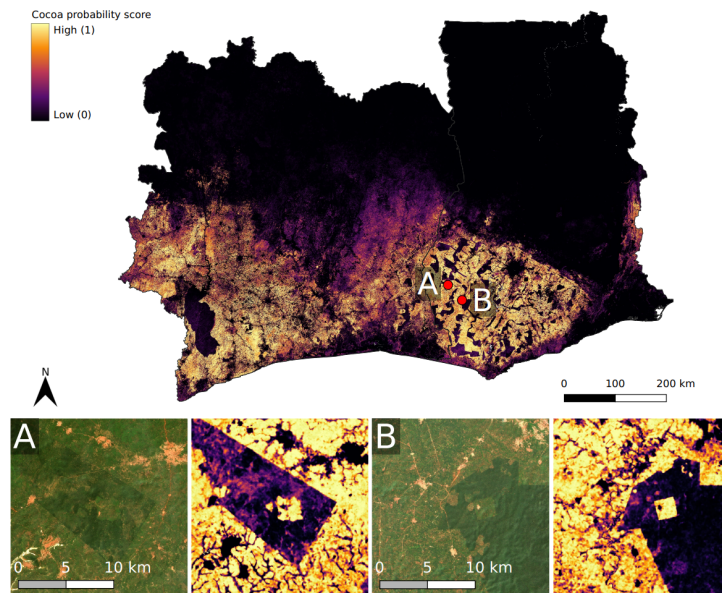 Cocoa probability score
High (1)
Low (0)
A
B
N
0 100 200 km
A
0 5 10 km
B
0 5 10 km